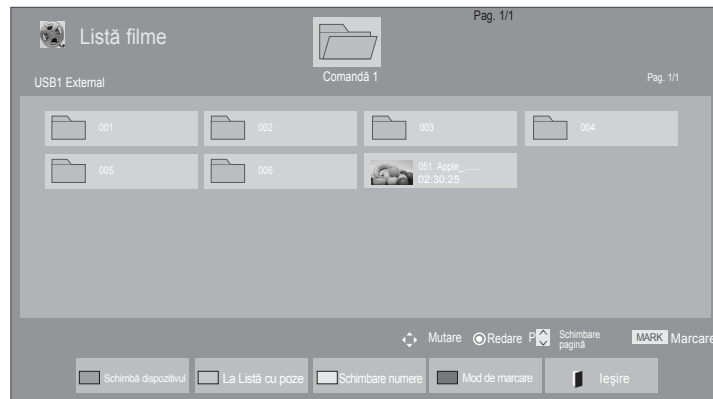 Pag. 1/1
Listă filme
Comandă 1
USB1 External
Pag. 1/1
001
002
003
004
005
006
051. Apple_ ......
02:30:25
Mutare
Redare
P
Schimbare
pagină
MARK Marcare
Schimbă dispozitivul
La Listă cu poze
Schimbare numere
Mod de marcare
Ieşire